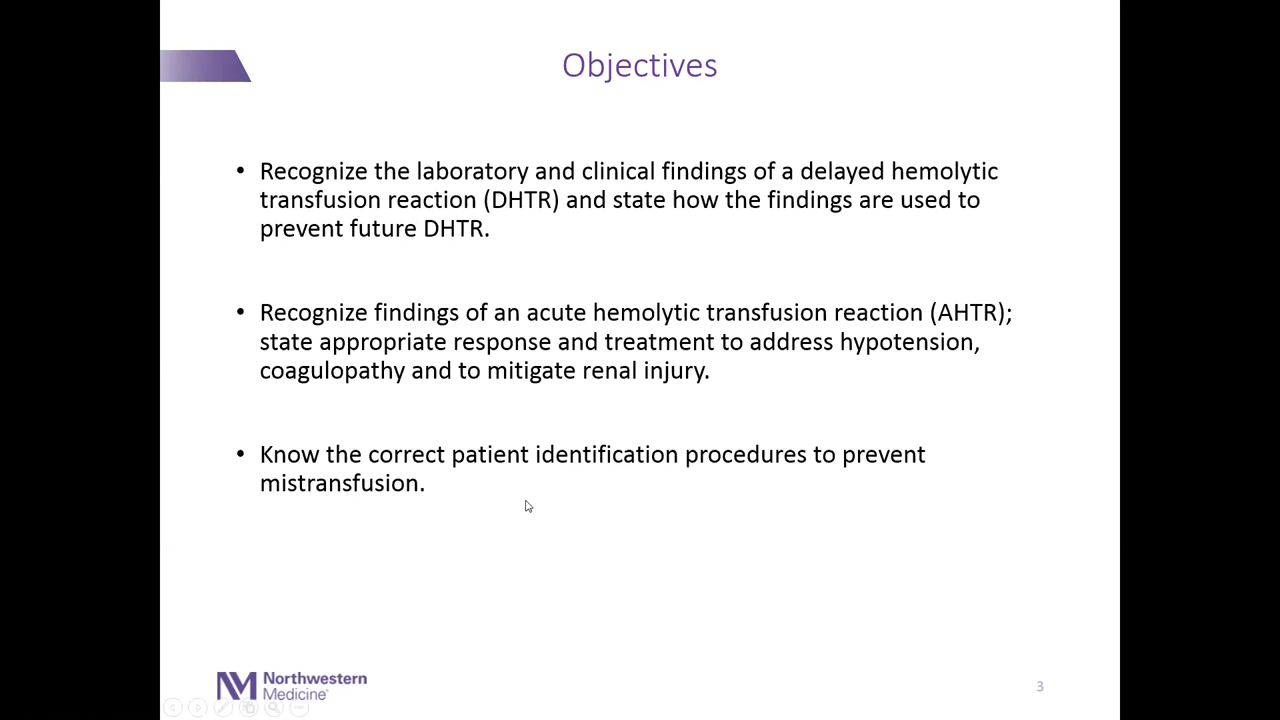 Objectives
• Recognize the laboratory and clinical findings of a delayed hemolytic
transfusion reaction (DHTR) and state how the findings are used to
prevent future DHTR.
• Recognize findings of an acute hemolytic transfusion reaction (AHTR);
state appropriate response and treatment to address hypotension,
coagulopathy and to mitigate renal injury.
• Know the correct patient identification procedures to prevent
mistransfusion.
NM Northwestern
Medicine®
3